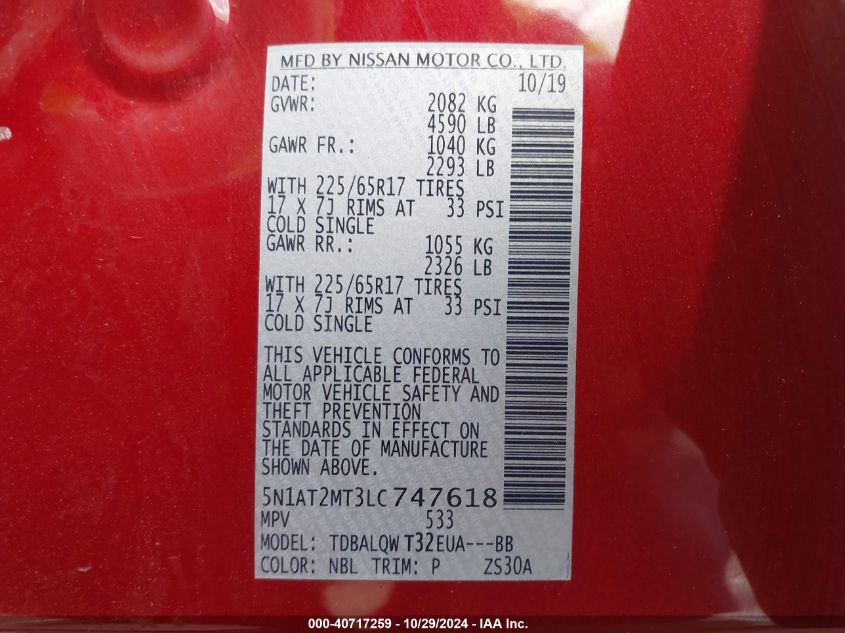 MFD BY NISSAN MOTOR CO., LTD.
DATE: 10/19
GVWR: 2082 KG
4590 LB
GAWR FR.: 1040 KG
2293 LB
WITH 225/65R17 TIRES
17 X 7J RIMS AT 33 PSI
COLD SINGLE
GAWR RR.: 1055 KG
2326 LB
WITH 225/65R17 TIRES
17 X 7J RIMS AT 33 PSI
COLD SINGLE
THIS VEHICLE CONFORMS TO
ALL APPLICABLE FEDERAL
MOTOR VEHICLE SAFETY AND
THEFT PREVENTION
STANDARDS IN EFFECT ON
THE DATE OF MANUFACTURE
SHOWN ABOVE.
5N1AT2MT3LC747618
MPV 533
MODEL: TDBALQW T32EUA---BB
COLOR: NBL TRIM: P ZS30A
000-40717259 - 10/29/2024 - IAA Inc.